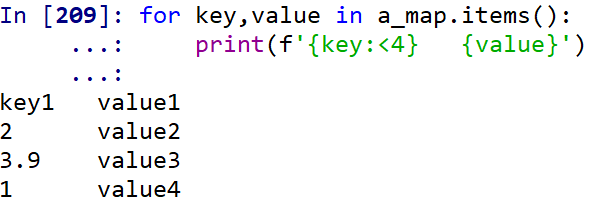 In [209]: for key,value in a_map.items():
     ...:     print(f'{key:<4}   {value}')
     ...:
key1   value1
2      value2
3.9    value3
1      value4